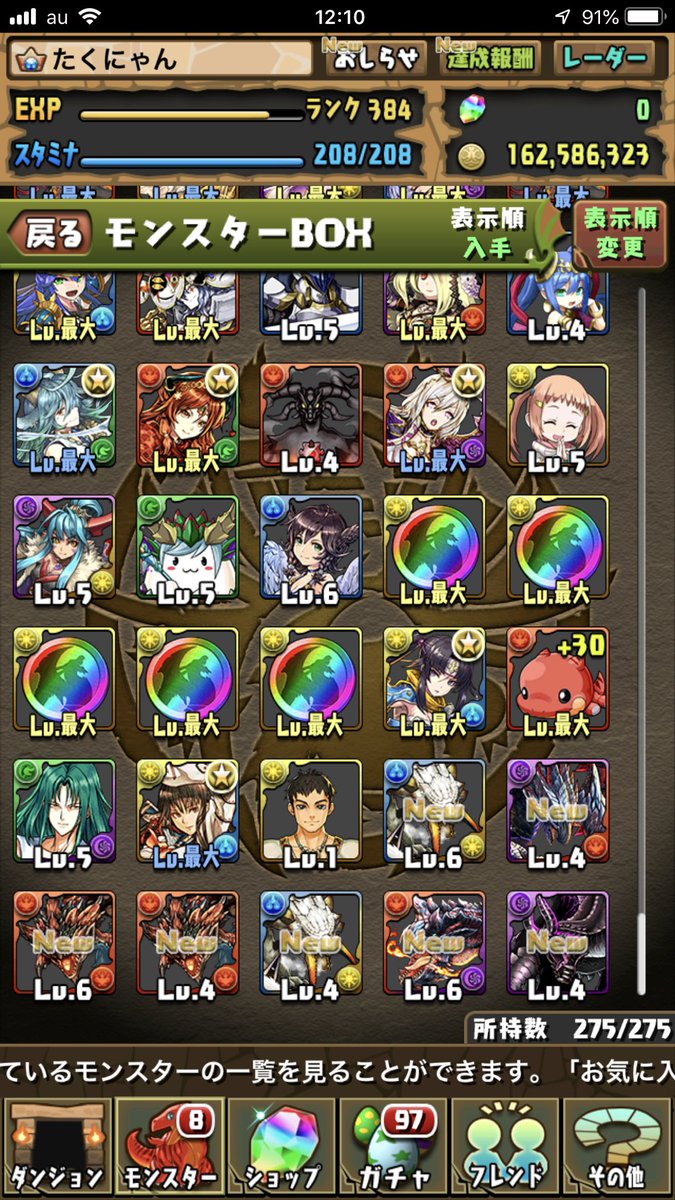 au 12:10 91%
たくにゃん New おしらせ New 達成報酬 レーダー
EXP ランク384 0
スタミナ 208/208 162,586,323
戻る モンスターBOX 表示順 入手 表示順 変更
Lv.最大 Lv.最大 Lv.5 Lv.最大 Lv.4
Lv.最大 Lv.最大 Lv.4 Lv.最大 Lv.5
Lv.5 Lv.5 Lv.6 Lv.最大 Lv.最大
+30
Lv.最大 Lv.最大 Lv.最大 Lv.最大 Lv.最大
New New
Lv.5 Lv.最大 Lv.1 Lv.6 Lv.4
New New New New New
Lv.6 Lv.4 Lv.4 Lv.6 Lv.4
所持数 275/275
ているモンスターの一覧を見ることができます。「お気に入
8 97
ダンジョン モンスター ショップ ガチャ フレンド その他